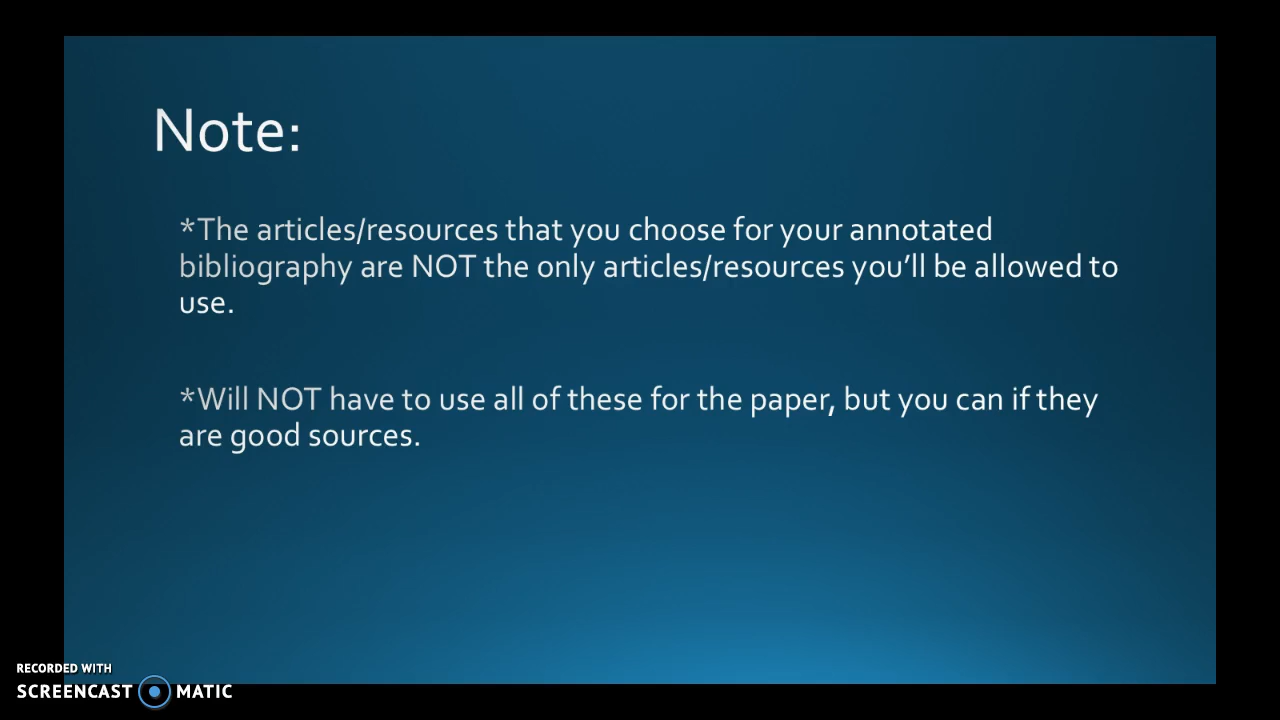 Note:
*The articles/resources that you choose for your annotated
bibliography are NOT the only articles/resources you’ll be allowed to
use.
*Will NOT have to use all of these for the paper, but you can if they
are good sources.
RECORDED WITH
SCREENCAST MATIC